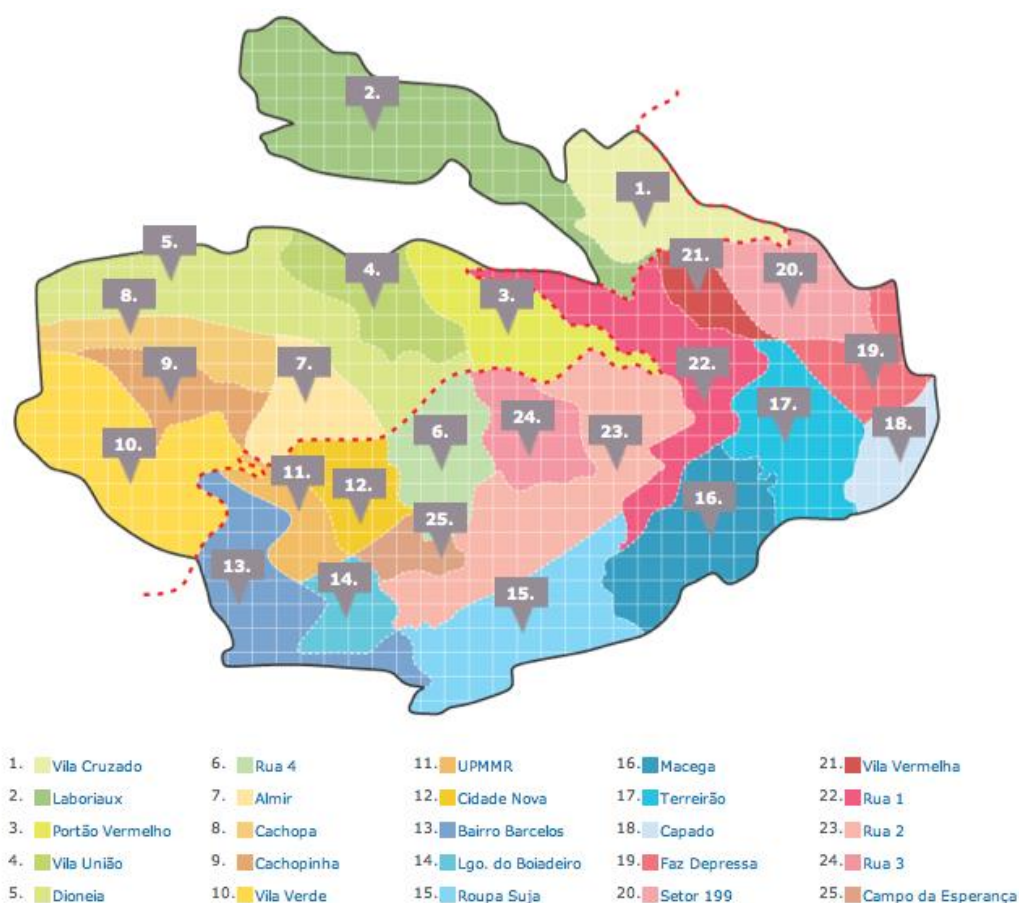 2.
1.
5.
4.
21.
20.
8.
3.
9.
7.
22.
19.
10.
6.
24.
23.
17.
18.
11.
12.
16.
25.
13.
14.
15.
1. Vila Cruzado
2. Laboriaux
3. Portão Vermelho
4. Vila União
5. Dioneia
6. Rua 4
7. Almir
8. Cachopa
9. Cachopinha
10. Vila Verde
11. UPMMR
12. Cidade Nova
13. Bairro Barcelos
14. Lgo. do Boiadeiro
15. Roupa Suja
16. Macega
17. Terreirão
18. Capado
19. Faz Depressa
20. Setor 199
21. Vila Vermelha
22. Rua 1
23. Rua 2
24. Rua 3
25. Campo da Esperança